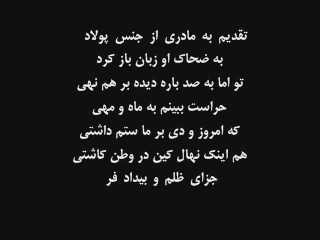 تقدیم به مادری از جنس پولاد
به ضحاک او زبان باز کرد
تو اما به صد باره دیده بر هم نهی
حراست ببینم به ماه و مهی
که امروز و دی بر ما ستم داشتی
هم اینک نهال کین در وطن کاشتی
جزای ظلم و بیداد فر